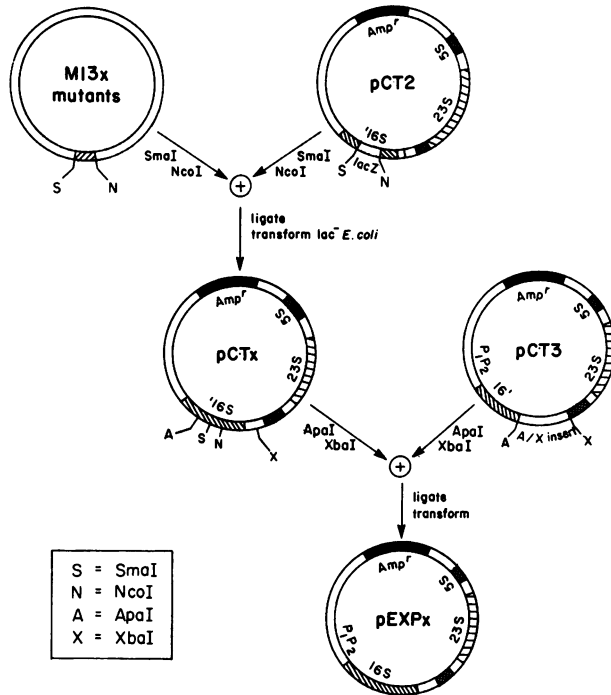 M13x
mutants
S
N
SmaI
NcoI
Amp^r
5S
pCT2
23S
'16S
lacZ
S
N
SmaI
NcoI
+
ligate
transform lac⁻ E. coli
Amp^r
5S
pCTx
23S
'16S
A
S
N
X
ApaI
XbaI
Amp^r
5S
pCT3
P1P2
23S
16'
A
A/X insert
X
ApaI
XbaI
+
ligate
transform
Amp^r
5S
pEXPx
P1P2
23S
16S
S = SmaI
N = NcoI
A = ApaI
X = XbaI